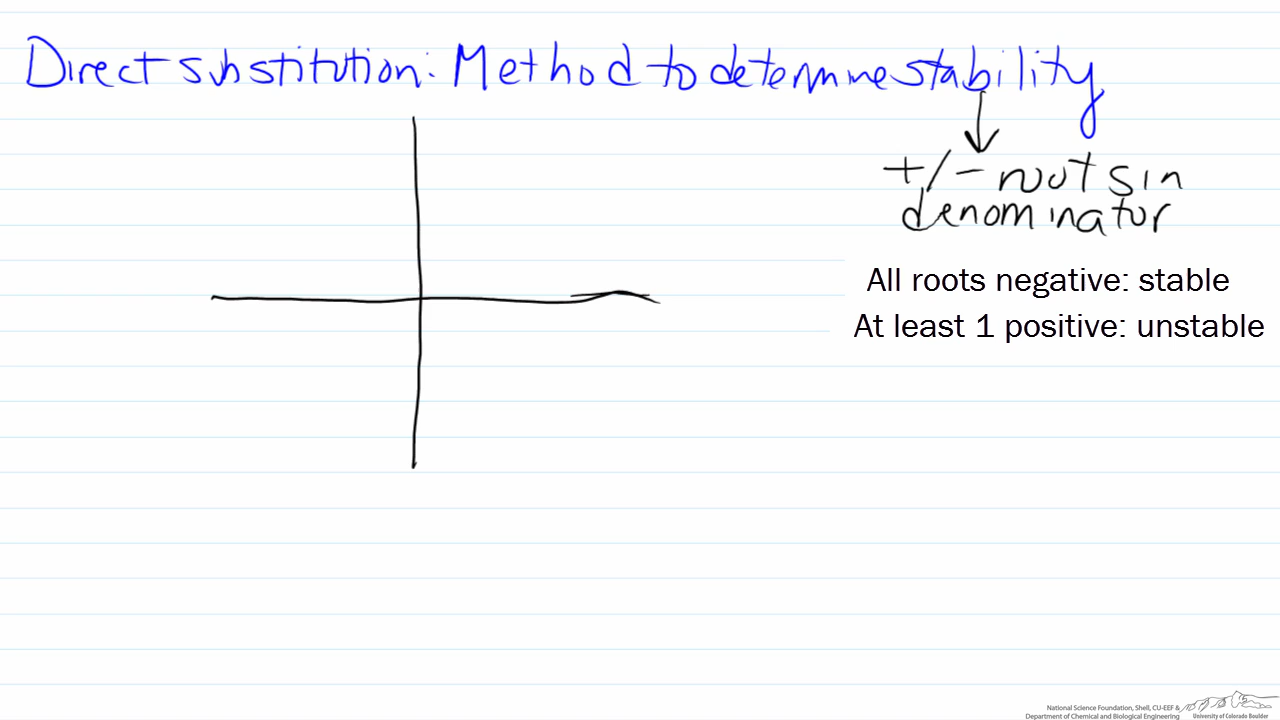 Direct substitution: Method to determine stability
+/- roots in
denominator
All roots negative: stable
At least 1 positive: unstable
National Science Foundation, Shell, CU-EEF &
Department of Chemical and Biological Engineering
University of Colorado Boulder